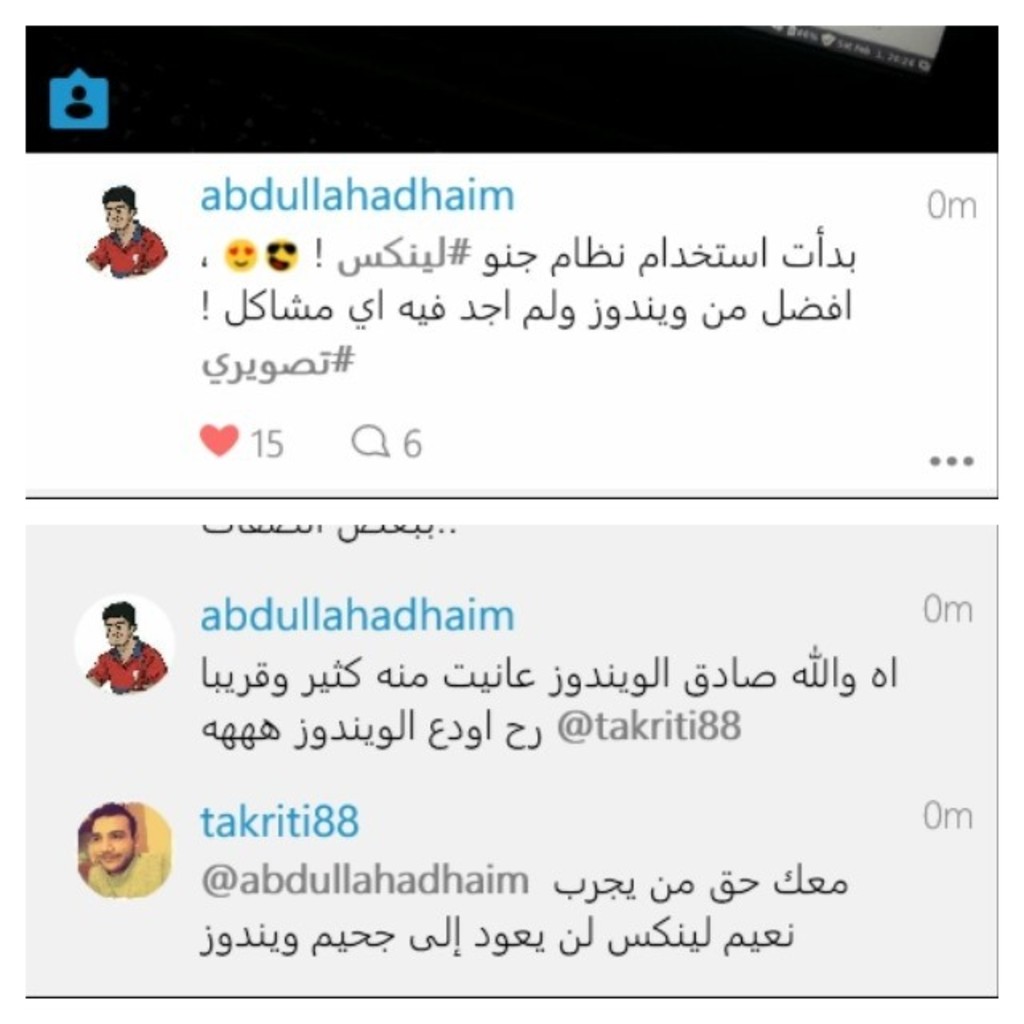 abdullahadhaim
0m
بدأت استخدام نظام جنو #لينكس ! 😎😍 ،
افضل من ويندوز ولم اجد فيه اي مشاكل !
#تصويري
15 6
abdullahadhaim
0m
اه والله صادق الويندوز عانيت منه كثير وقريبا
@takriti88 رح اودع الويندوز هههه
takriti88
0m
@abdullahadhaim معك حق من يجرب
نعيم لينكس لن يعود إلى جحيم ويندوز